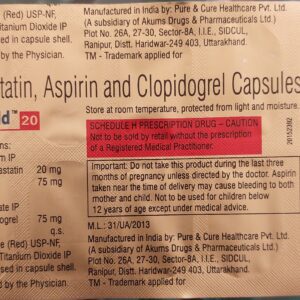 (Red) USP-NF,
Titanium Dioxide IP
d in capsule shell.
by the Physician.
Manufactured in India by: Pure & Cure Healthcare Pvt. Ltd.
(A subsidiary of Akums Drugs & Pharmaceuticals Ltd.)
Plot No. 26A, 27-30, Sector-8A, I.I.E., SIDCUL,
Ranipur, Distt. Haridwar-249 403, Uttarakhand.
TM - Trademark applied for
tatin, Aspirin and Clopidogrel Capsules
Store at room temperature, protected from light and moisture.
d™ 20
SCHEDULE H PRESCRIPTION DRUG – CAUTION
Not to be sold by retail without the prescription
of a Registered Medical Practitioner.
m IP
astatin 20 mg
75 mg
ate IP
ogrel 75 mg
q.s.
Important: Do not take this product during the last three
months of pregnancy unless directed by the doctor. Aspirin
taken near the time of delivery may cause bleeding to both
mother and child. Not to be used for children below
12 years of age except under medical advice.
M.L.: 31/UA/2013
e (Red) USP-NF,
Titanium Dioxide IP
sed in capsule shell.
ed by the Physician.
Manufactured in India by: Pure & Cure Healthcare Pvt. Ltd.
(A subsidiary of Akums Drugs & Pharmaceuticals Ltd.)
Plot No. 26A, 27-30, Sector-8A, I.I.E., SIDCUL,
Ranipur, Distt. Haridwar-249 403, Uttarakhand.
TM - Trademark applied for